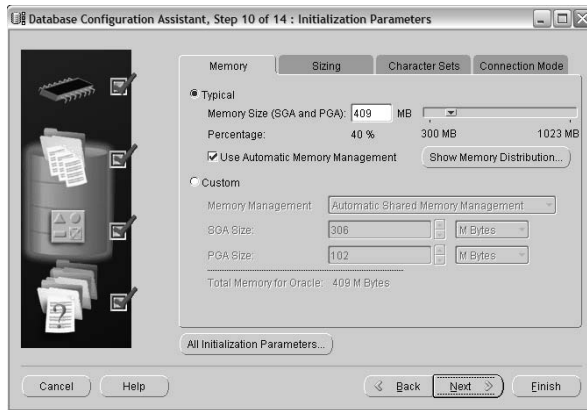 Database Configuration Assistant, Step 10 of 14 : Initialization Parameters
Memory Sizing Character Sets Connection Mode
Typical
Memory Size (SGA and PGA): 409 MB
Percentage: 40 % 300 MB 1023 MB
Use Automatic Memory Management Show Memory Distribution...
Custom
Memory Management Automatic Shared Memory Management
SGA Size: 306 M Bytes
PGA Size: 102 M Bytes
Total Memory for Oracle: 409 M Bytes
?
All Initialization Parameters...
Cancel Help Back Next Finish